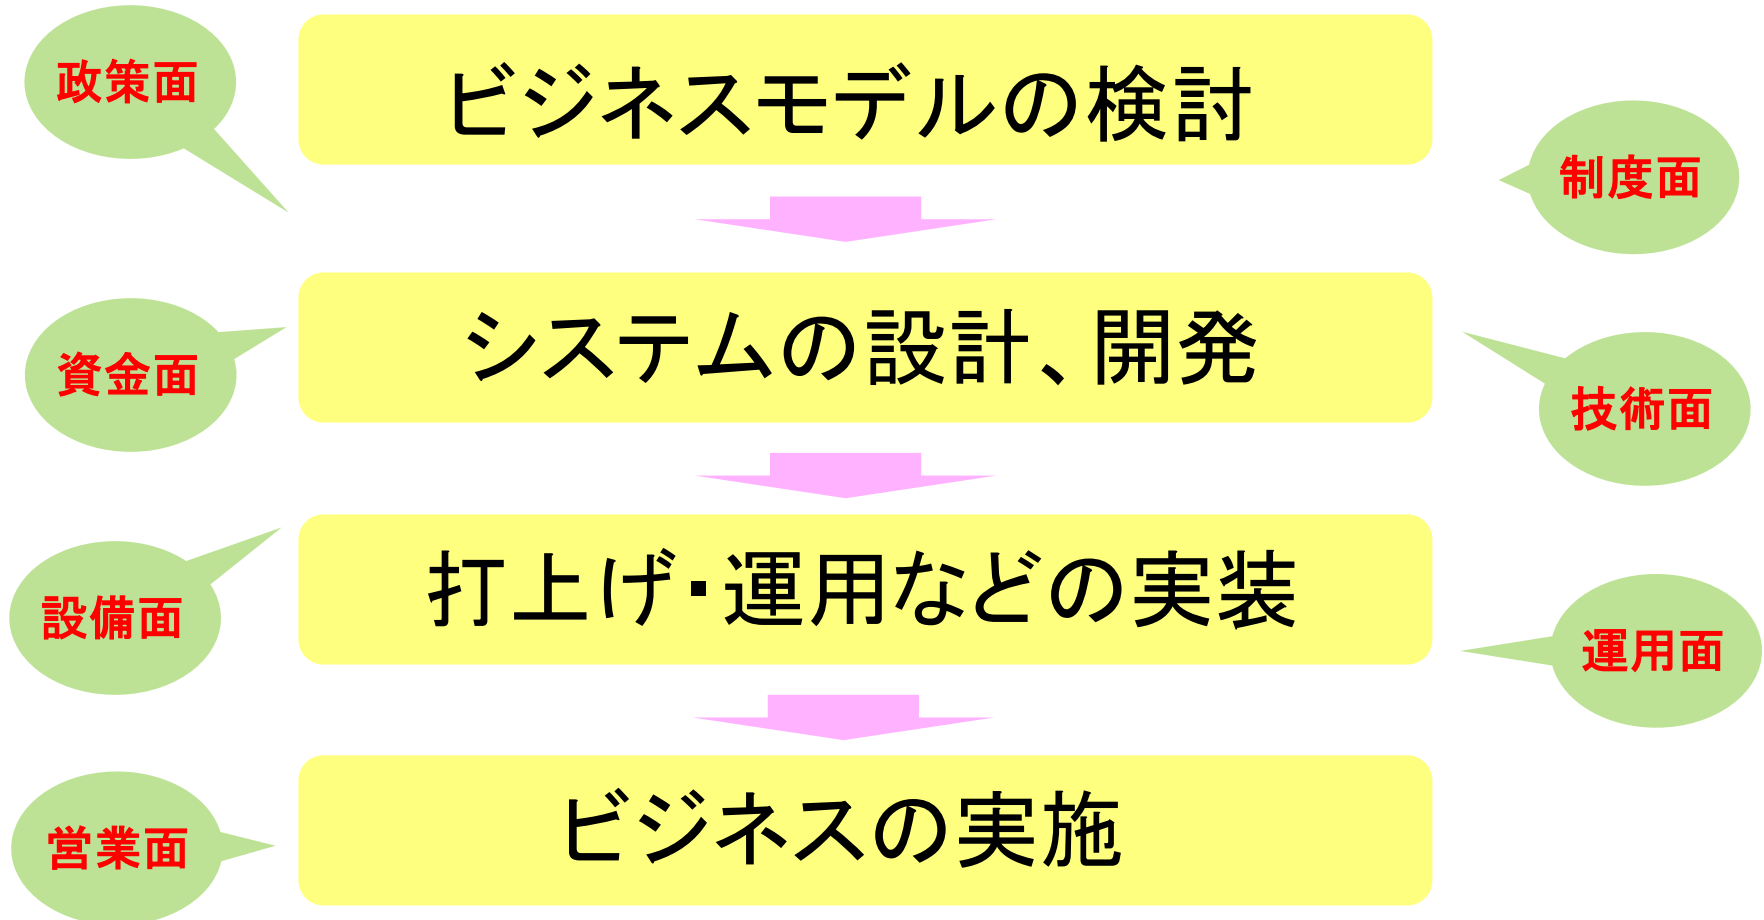 政策面
ビジネスモデルの検討
制度面
資金面
システムの設計、開発
技術面
設備面
打上げ・運用などの実装
運用面
営業面
ビジネスの実施